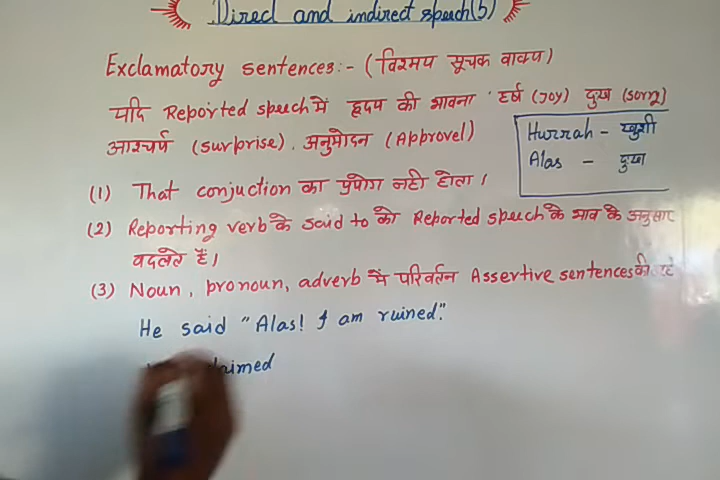 Direct and indirect speech(5)
Exclamatory sentences:- (विस्मय सूचक वाक्य)
यदि Reported speech में हृदय की भावना हर्ष (Joy) दुःख (sorry)
आश्चर्य (surprise). अनुमोदन (Approvel)
Hurrah - खुशी
Alas - दुःख
(1) That conjuction का प्रयोग नही होता।
(2) Reporting verb के said to को Reported speech के भाव के अनुसार
बदलते हैं।
(3) Noun, pronoun, adverb मे परिवर्तन Assertive sentences की
He said "Alas! I am ruined."